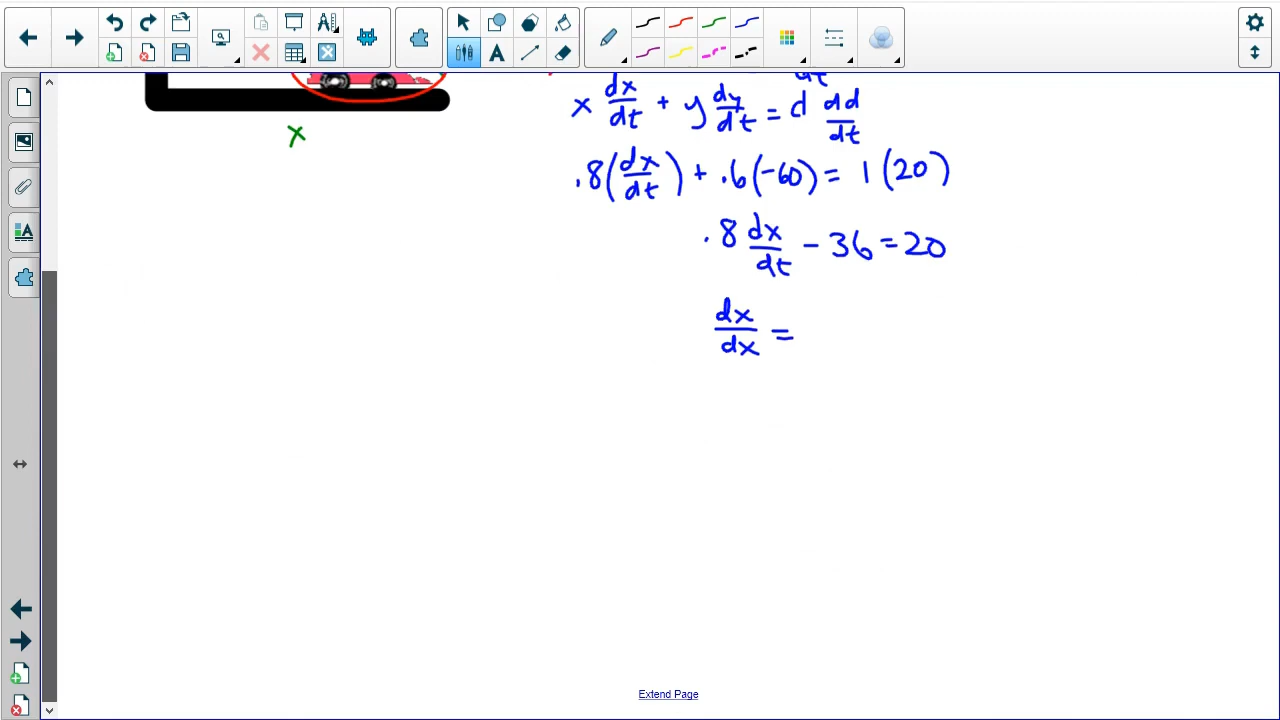 dt
x dx/dt + y dy/dt = d dd/dt
.8(dx/dt) + .6(-60) = 1(20)
.8 dx/dt - 36 = 20
dx/dx =
x
A
A
A
Extend Page